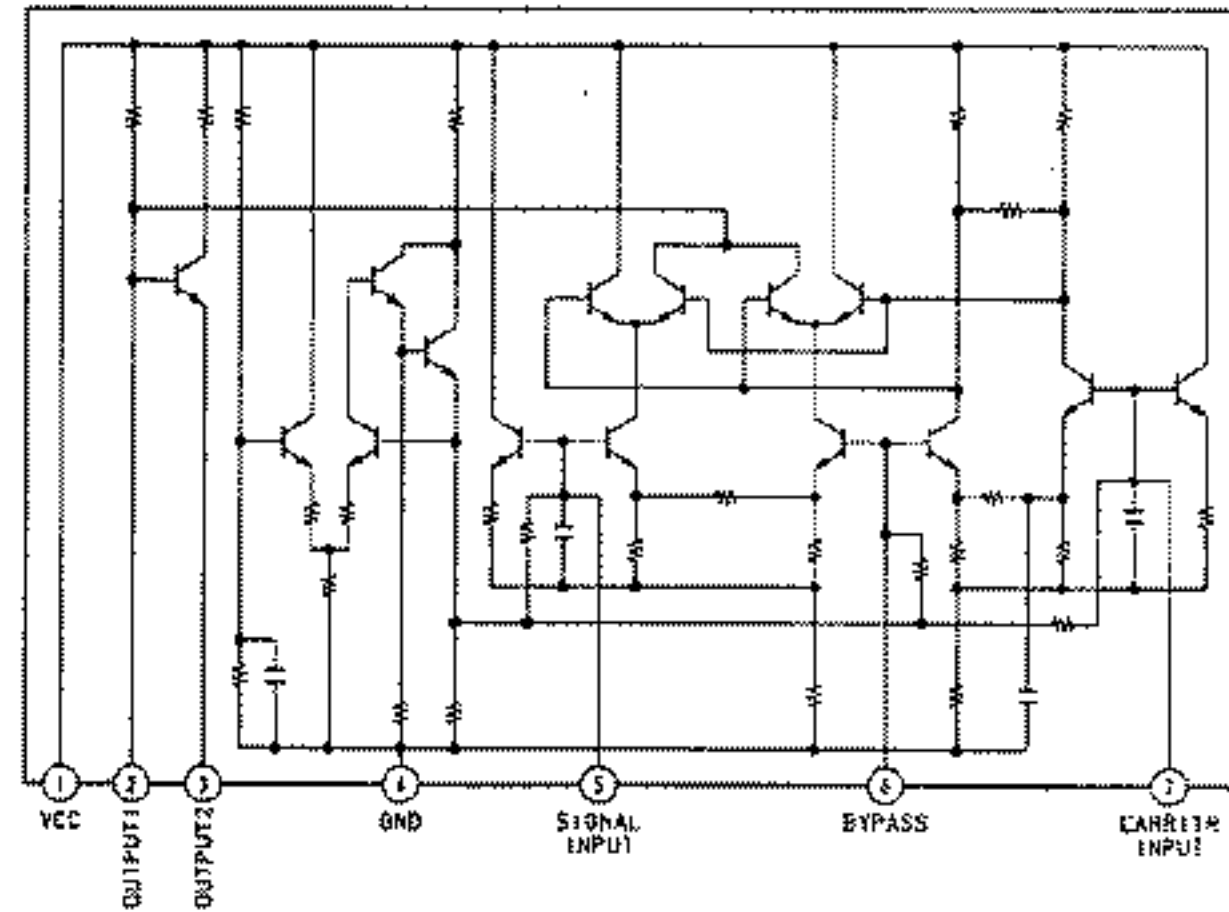 1 2 3 4 5 6 7
VCC
OUTPUT1
OUTPUT2
GND
SIGNAL
INPUT
BYPASS
CARRIER
INPUT